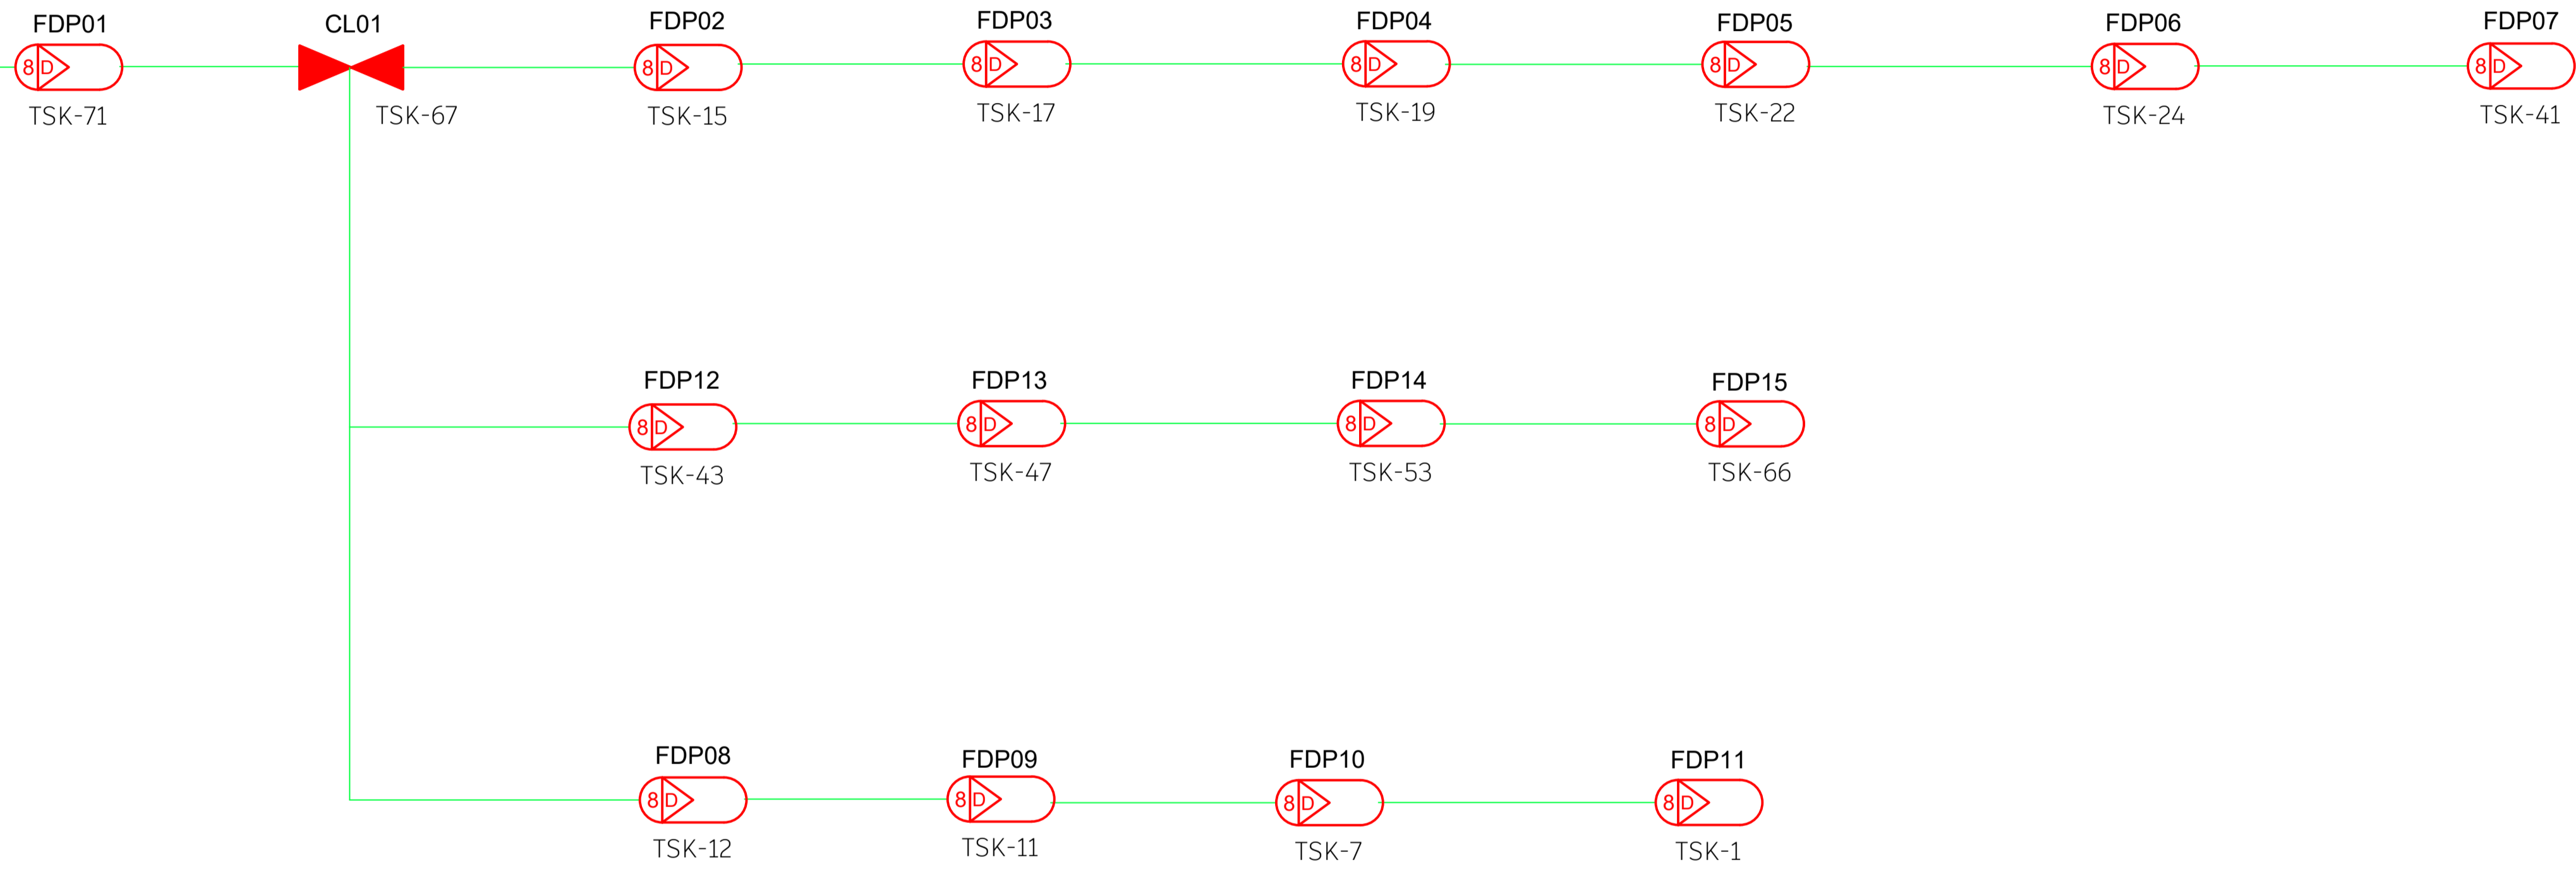 FDP01 CL01 FDP02 FDP03 FDP04 FDP05 FDP06 FDP07
8 D 8 D 8 D 8 D 8 D 8 D 8 D
TSK-71 TSK-67 TSK-15 TSK-17 TSK-19 TSK-22 TSK-24 TSK-41
FDP12 FDP13 FDP14 FDP15
8 D 8 D 8 D 8 D
TSK-43 TSK-47 TSK-53 TSK-66
FDP08 FDP09 FDP10 FDP11
8 D 8 D 8 D 8 D
TSK-12 TSK-11 TSK-7 TSK-1